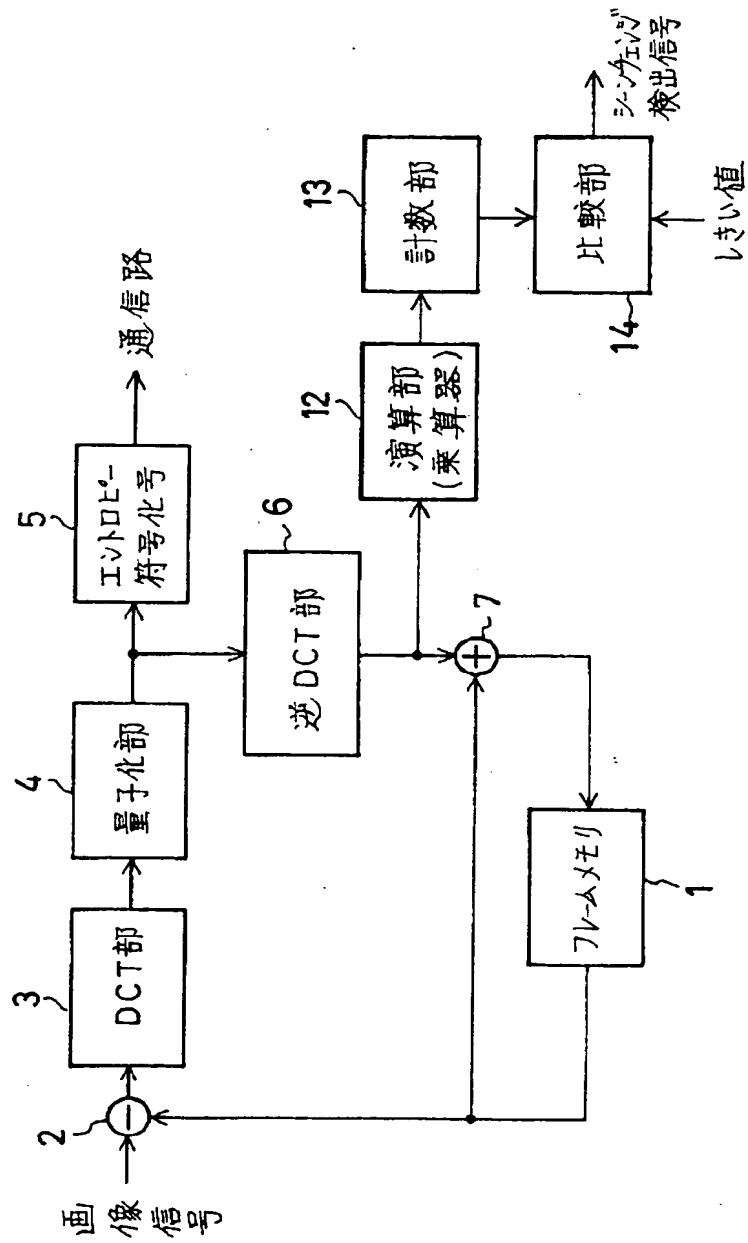 画像信号
2
3
DCT部
4
量子化部
5
エントロピー
符号化号
通信路
6
逆DCT部
7
フレームメモリ
1
12
演算部
(乗算器)
13
計数部
比較部
14
しきい値
シーンチェンジ
検出信号